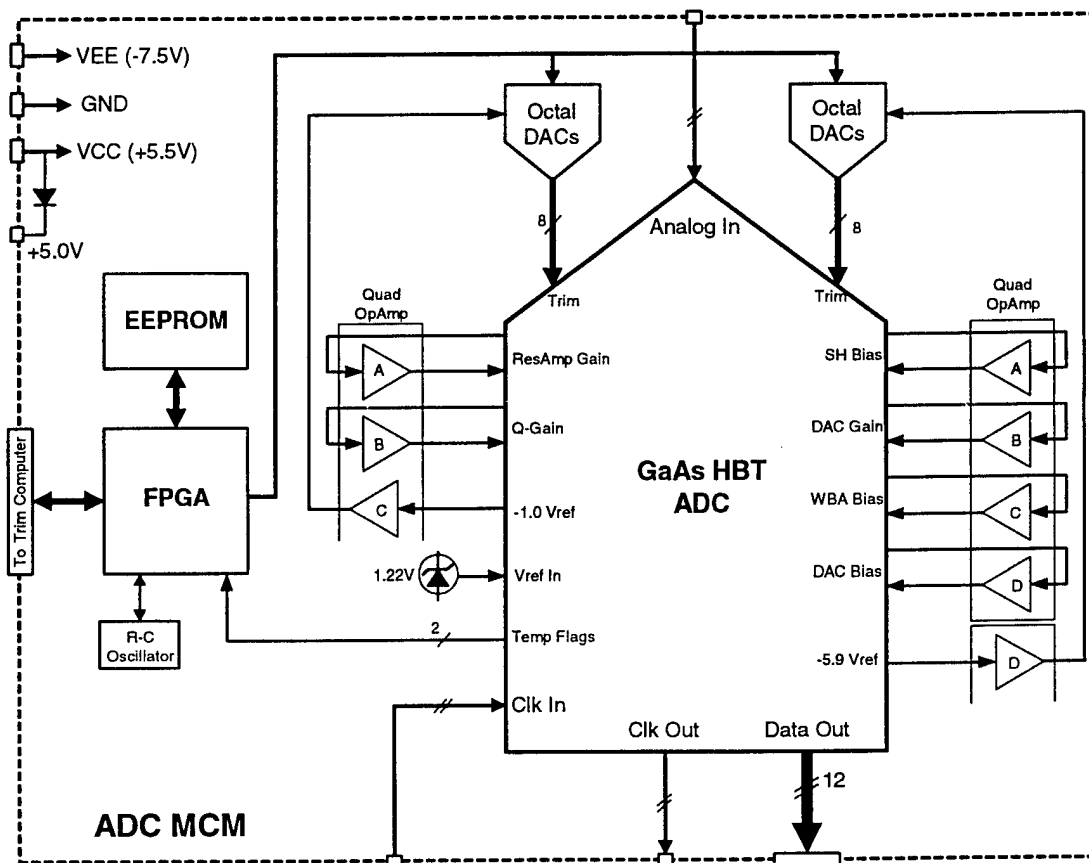 VEE (-7.5V)
GND
VCC (+5.5V)
+5.0V
Octal
DACs
Octal
DACs
8
8
Analog In
Trim
Trim
EEPROM
FPGA
To Trim Computer
R-C
Oscillator
Quad
OpAmp
A
B
C
1.22V
2
ResAmp Gain
Q-Gain
-1.0 Vref
Vref In
Temp Flags
Clk In
GaAs HBT
ADC
SH Bias
DAC Gain
WBA Bias
DAC Bias
-5.9 Vref
Quad
OpAmp
A
B
C
D
D
Clk Out
Data Out
12
ADC MCM